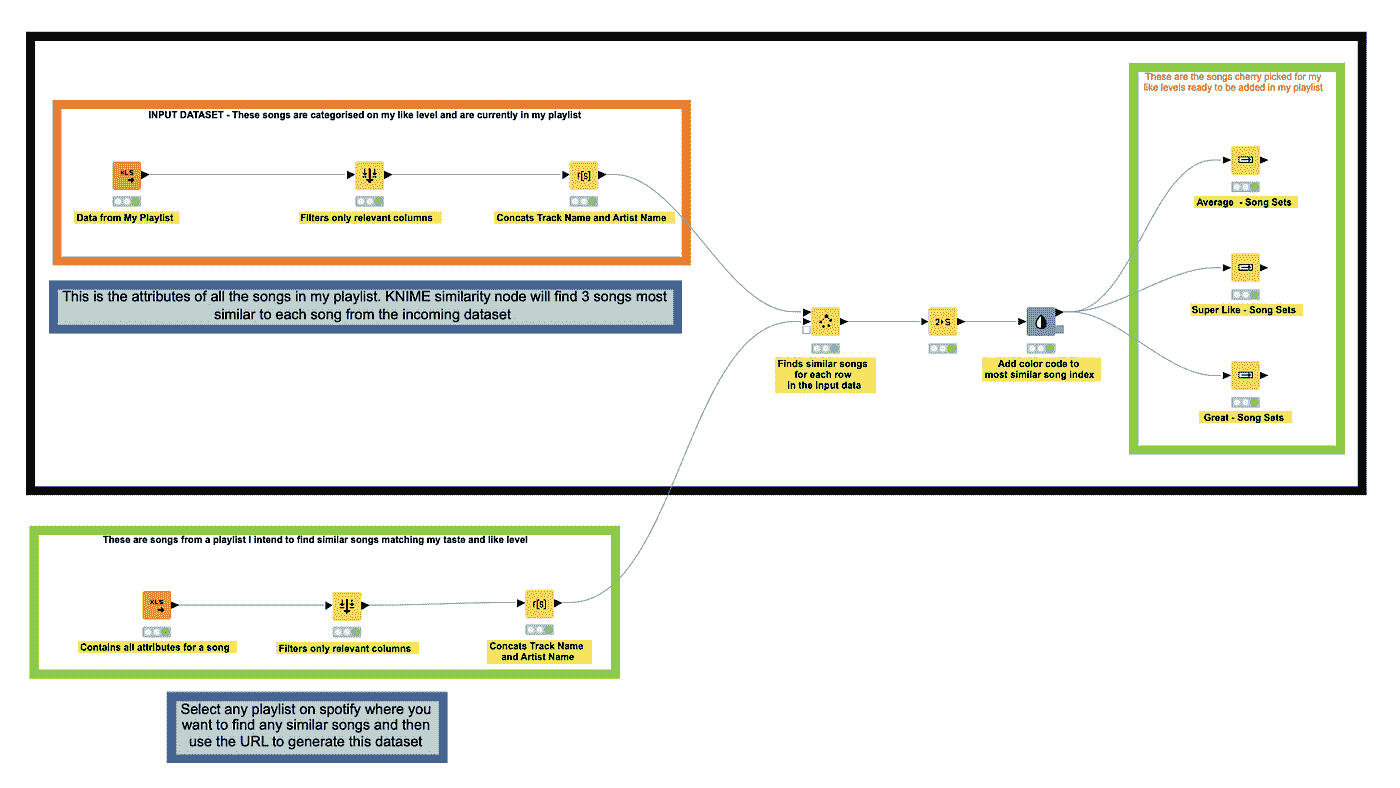 These are the songs cherry picked for my
like levels ready to be added in my playlist
INPUT DATASET - These songs are categorised on my like level and are currently in my playlist
XLS
f[S]
Data from My Playlist
Filters only relevant columns
Concats Track Name and Artist Name
Average - Song Sets
This is the attributes of all the songs in my playlist. KNIME similarity node will find 3 songs most
similar to each song from the incoming dataset
Super Like - Song Sets
2▸S
Finds similar songs
for each row
in the input data
Add color code to
most similar song index
Great - Song Sets
These are songs from a playlist I intend to find similar songs matching my taste and like level
XLS
f[S]
Contains all attributes for a song
Filters only relevant columns
Concats Track Name
and Artist Name
Select any playlist on spotify where you
want to find any similar songs and then
use the URL to generate this dataset